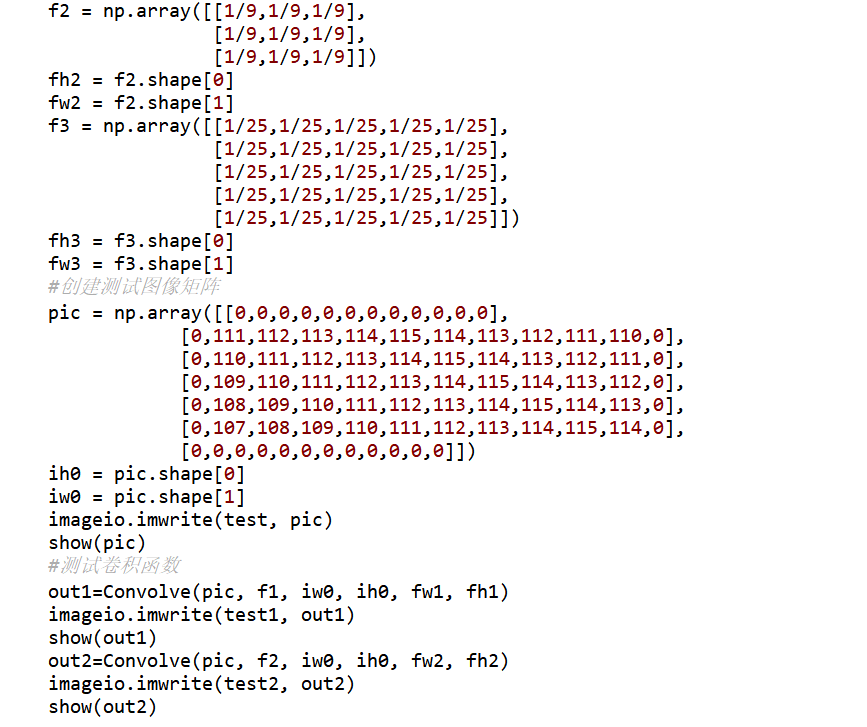 f2 = np.array([[1/9,1/9,1/9],
[1/9,1/9,1/9],
[1/9,1/9,1/9]])
fh2 = f2.shape[0]
fw2 = f2.shape[1]
f3 = np.array([[1/25,1/25,1/25,1/25,1/25],
[1/25,1/25,1/25,1/25,1/25],
[1/25,1/25,1/25,1/25,1/25],
[1/25,1/25,1/25,1/25,1/25],
[1/25,1/25,1/25,1/25,1/25]])
fh3 = f3.shape[0]
fw3 = f3.shape[1]
#创建测试图像矩阵
pic = np.array([[0,0,0,0,0,0,0,0,0,0,0,0],
[0,111,112,113,114,115,114,113,112,111,110,0],
[0,110,111,112,113,114,115,114,113,112,111,0],
[0,109,110,111,112,113,114,115,114,113,112,0],
[0,108,109,110,111,112,113,114,115,114,113,0],
[0,107,108,109,110,111,112,113,114,115,114,0],
[0,0,0,0,0,0,0,0,0,0,0,0]])
ih0 = pic.shape[0]
iw0 = pic.shape[1]
imageio.imwrite(test, pic)
show(pic)
#测试卷积函数
out1=Convolve(pic, f1, iw0, ih0, fw1, fh1)
imageio.imwrite(test1, out1)
show(out1)
out2=Convolve(pic, f2, iw0, ih0, fw2, fh2)
imageio.imwrite(test2, out2)
show(out2)